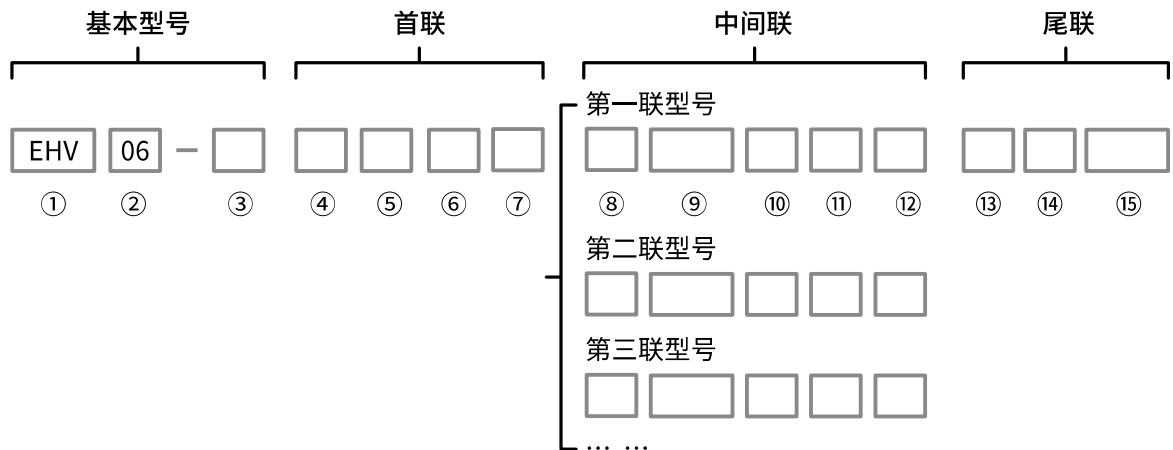 基本型号 首联 中间联 尾联
第一联型号
EHV 06 –
① ② ③ ④ ⑤ ⑥ ⑦ ⑧ ⑨ ⑩ ⑪ ⑫ ⑬ ⑭ ⑮
第二联型号
第三联型号
… …